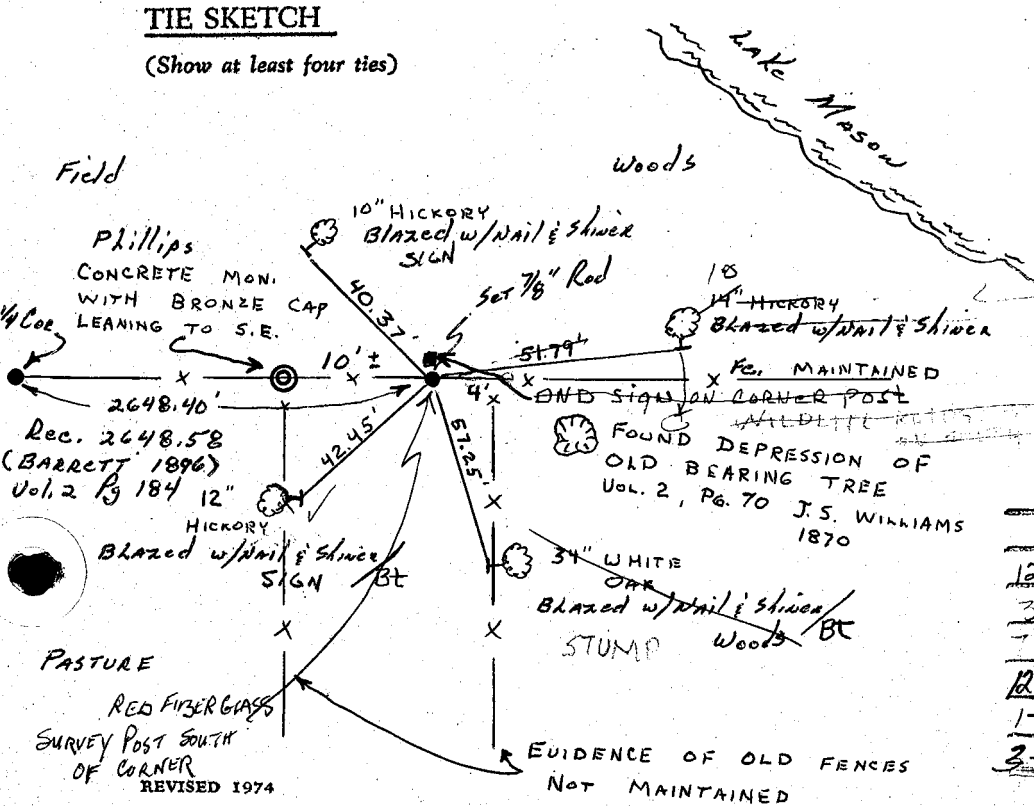 TIE SKETCH
(Show at least four ties)
LAKE MASON
Field
Woods
10" HICKORY
BLAZED w/NAIL & Shiner
SIGN
Phillips
CONCRETE MON.
WITH BRONZE CAP
LEANING TO S.E.
Set 7/8" Rod
18
14" HICKORY
BLAZED w/NAIL & Shiner
1/4 COR.
40.37'
10' ±
51.79'
FC. MAINTAINED
4'
AND SIGN ON CORNER POST
WILDLIFE
2648.40'
Rec. 2648.58
(BARRETT 1896)
Vol. 2 Pg 184
42.45'
57.25'
FOUND DEPRESSION OF
OLD BEARING TREE
VOL. 2, PG. 70 J.S. WILLIAMS
1870
12"
HICKORY
BLAZED w/NAIL & Shiner/
SIGN Bt
34" WHITE
OAK
BLAZED w/NAIL & Shiner/
Woods Bt
STUMP
PASTURE
RED FIBERGLASS
SURVEY POST SOUTH
OF CORNER
EVIDENCE OF OLD FENCES
NOT MAINTAINED
REVISED 1974